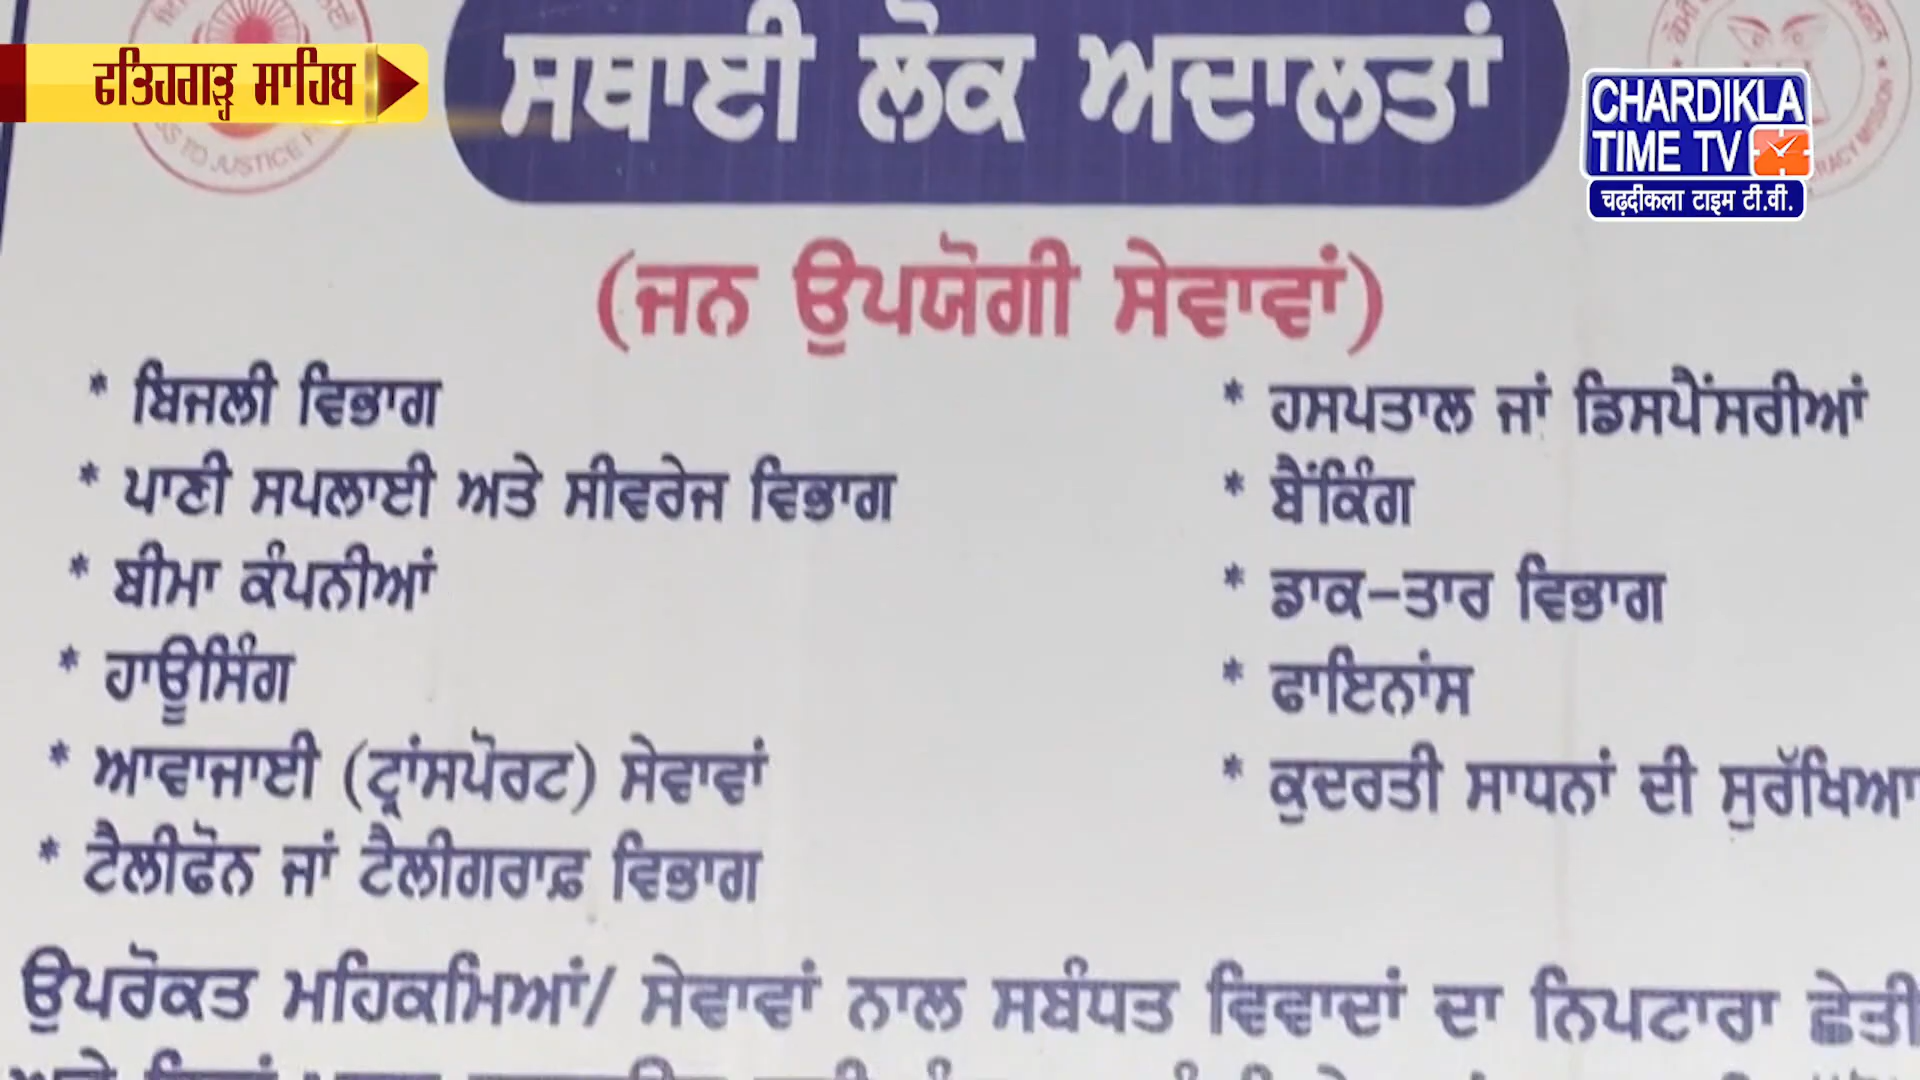 ਫਤਿਹਗੜ੍ਹ ਸਾਹਿਬ
CHARDIKLA
TIME TV
चढ़दीकला टाइम टी.वी.
ਸਥਾਈ ਲੋਕ ਅਦਾਲਤਾਂ
(ਜਨ ਉਪਯੋਗੀ ਸੇਵਾਵਾਂ)
* ਬਿਜਲੀ ਵਿਭਾਗ
* ਪਾਣੀ ਸਪਲਾਈ ਅਤੇ ਸੀਵਰੇਜ ਵਿਭਾਗ
* ਬੀਮਾ ਕੰਪਨੀਆਂ
* ਹਾਊਸਿੰਗ
* ਆਵਾਜਾਈ (ਟ੍ਰਾਂਸਪੋਰਟ) ਸੇਵਾਵਾਂ
* ਟੈਲੀਫੋਨ ਜਾਂ ਟੈਲੀਗਰਾਫ਼ ਵਿਭਾਗ
* ਹਸਪਤਾਲ ਜਾਂ ਡਿਸਪੈਂਸਰੀਆਂ
* ਬੈਂਕਿੰਗ
* ਡਾਕ-ਤਾਰ ਵਿਭਾਗ
* ਫਾਇਨਾਂਸ
* ਕੁਦਰਤੀ ਸਾਧਨਾਂ ਦੀ ਸੁਰੱਖਿਆ
ਉਪਰੋਕਤ ਮਹਿਕਮਿਆਂ/ ਸੇਵਾਵਾਂ ਨਾਲ ਸਬੰਧਤ ਵਿਵਾਦਾਂ ਦਾ ਨਿਪਟਾਰਾ ਛੇਤੀ